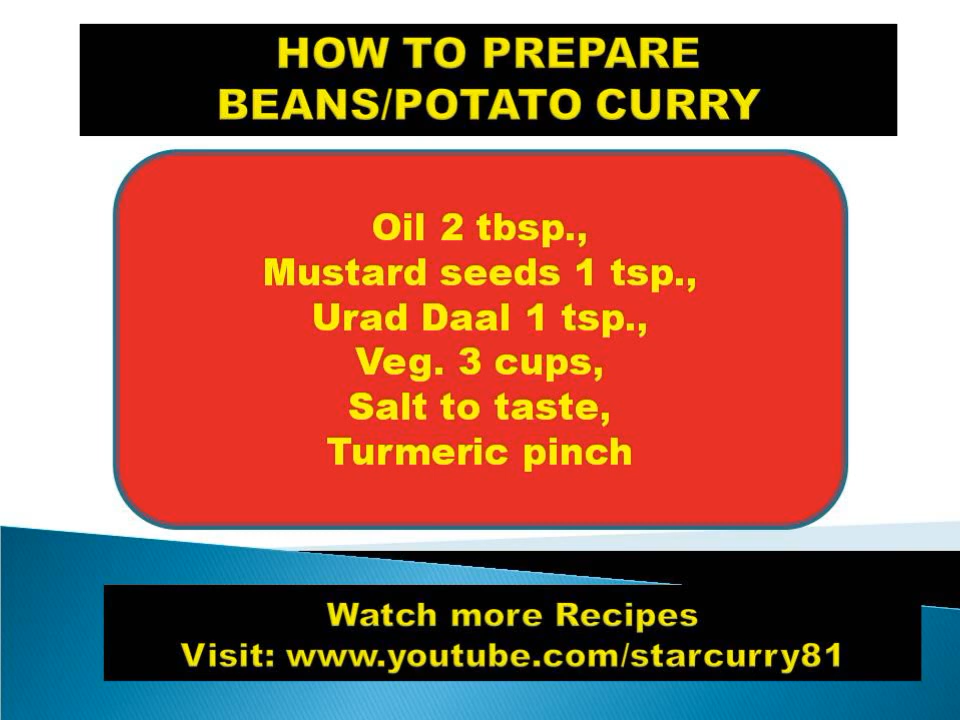 HOW TO PREPARE
BEANS/POTATO CURRY
Oil 2 tbsp.,
Mustard seeds 1 tsp.,
Urad Daal 1 tsp.,
Veg. 3 cups,
Salt to taste,
Turmeric pinch
Watch more Recipes
Visit: www.youtube.com/starcurry81